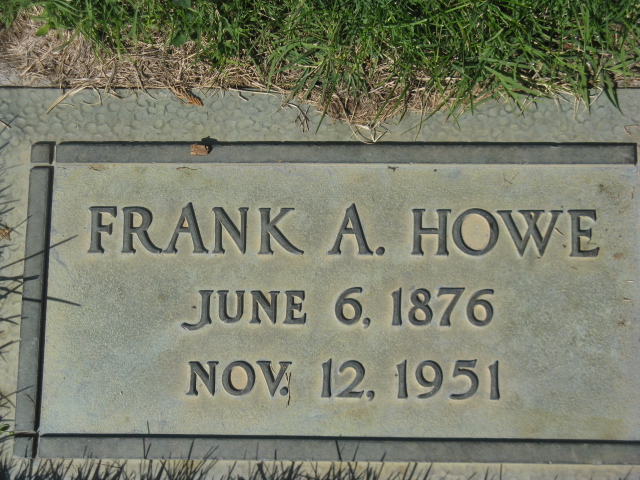 FRANK A. HOWE
JUNE 6, 1876
NOV. 12, 1951